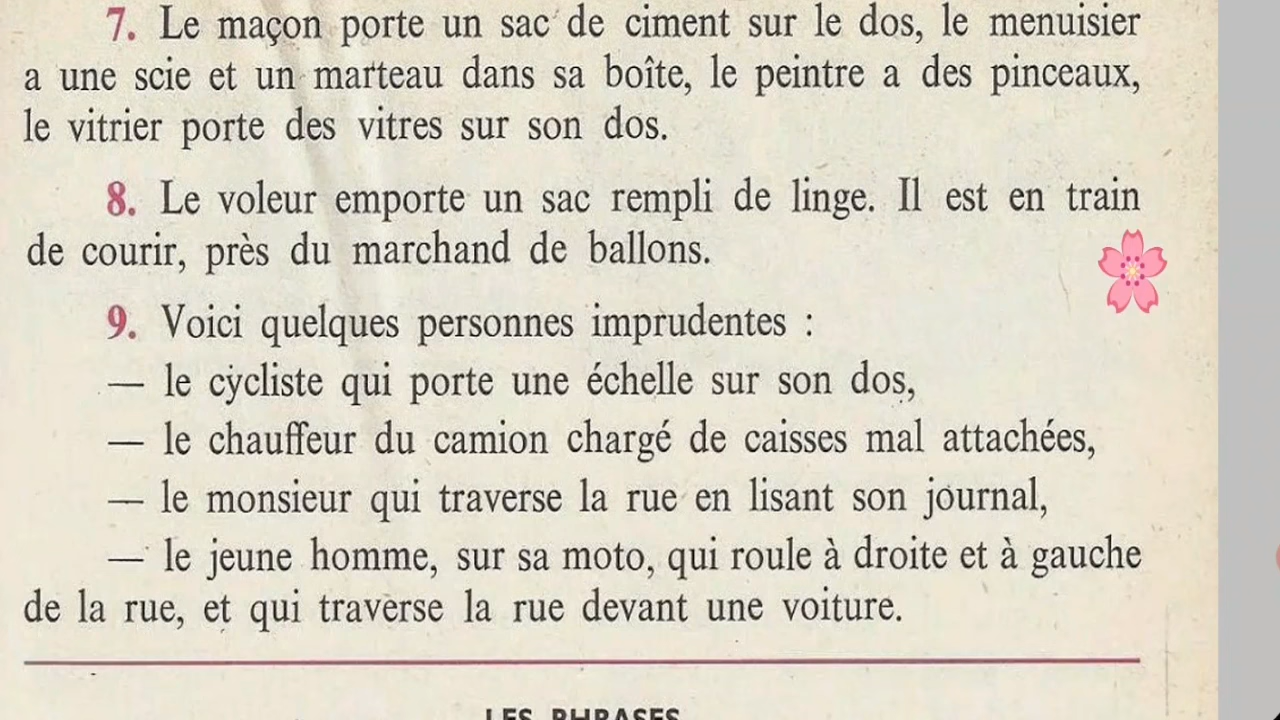 7. Le maçon porte un sac de ciment sur le dos, le menuisier
a une scie et un marteau dans sa boîte, le peintre a des pinceaux,
le vitrier porte des vitres sur son dos.
8. Le voleur emporte un sac rempli de linge. Il est en train
de courir, près du marchand de ballons.
9. Voici quelques personnes imprudentes :
— le cycliste qui porte une échelle sur son dos,
— le chauffeur du camion chargé de caisses mal attachées,
— le monsieur qui traverse la rue en lisant son journal,
— le jeune homme, sur sa moto, qui roule à droite et à gauche
de la rue, et qui traverse la rue devant une voiture.
LES PHRASES